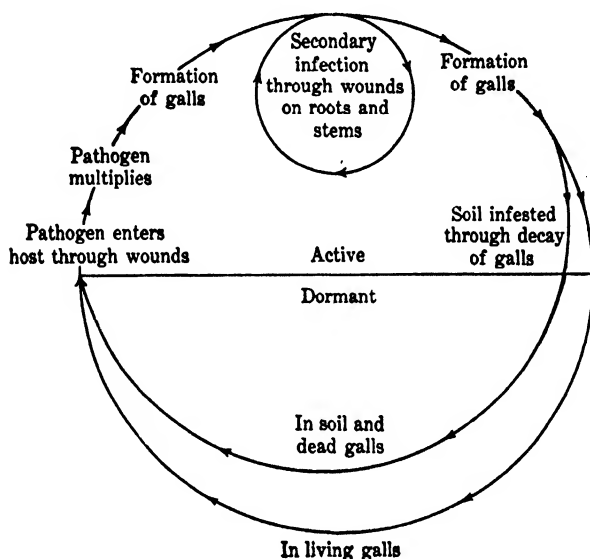 Secondary
infection
through wounds
on roots and
stems
Formation
of galls
Formation
of galls
Pathogen
multiplies
Pathogen enters
host through wounds
Soil infested
through decay
of galls
Active
Dormant
In soil and
dead galls
In living galls